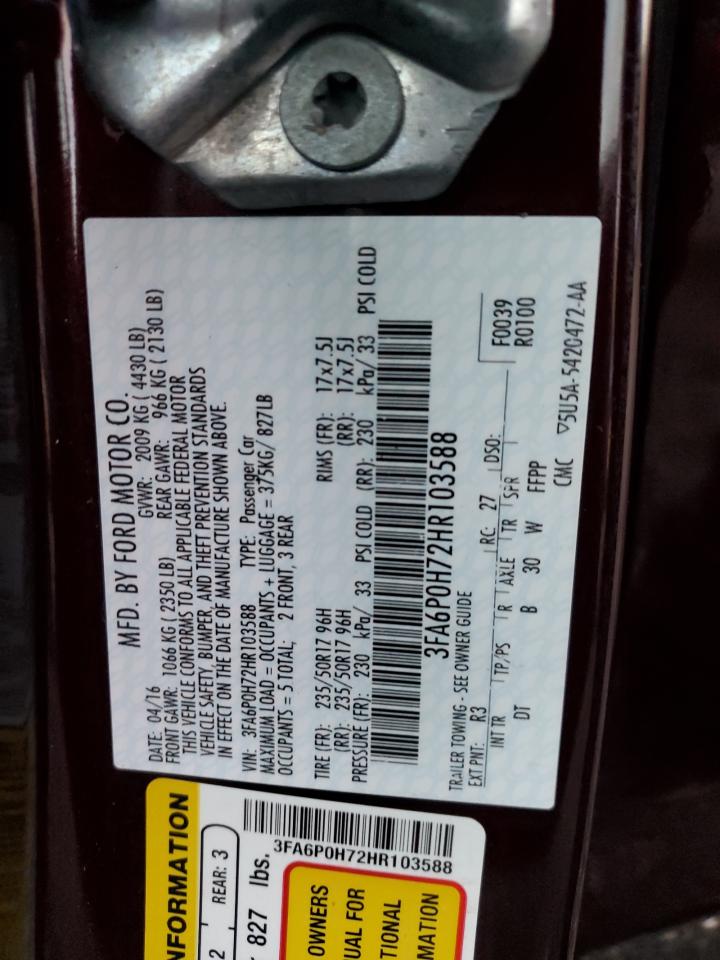 MFD. BY FORD MOTOR CO.
DATE: 04/16 GVWR: 2009 KG ( 4430 LB)
FRONT GAWR: 1066 KG ( 2350 LB) REAR GAWR: 966 KG ( 2130 LB)
THIS VEHICLE CONFORMS TO ALL APPLICABLE FEDERAL MOTOR
VEHICLE SAFETY, BUMPER, AND THEFT PREVENTION STANDARDS
IN EFFECT ON THE DATE OF MANUFACTURE SHOWN ABOVE.
VIN: 3FA6P0H72HR103588 TYPE: Passenger Car
MAXIMUM LOAD = OCCUPANTS + LUGGAGE = 375KG/ 827LB
OCCUPANTS = 5 TOTAL; 2 FRONT, 3 REAR
TIRE (FR): 235/50R17 96H RIMS (FR): 17x7.5J
(RR): 235/50R17 96H (RR): 17x7.5J
PRESSURE (FR): 230 kPa/ 33 PSI COLD (RR): 230 kPa/ 33 PSI COLD
3FA6P0H72HR103588
TRAILER TOWING - SEE OWNER GUIDE
EXT PNT: R3 RC: 27 DSO: F0039
INT TR TP/PS R AXLE TR SPR R0100
DT B 30 W FFPP
CMC ▽5U5A-5420472-AA
NFORMATION
2 REAR: 3
827 lbs.
3FA6P0H72HR103588
OWNERS
UAL FOR
TIONAL
MATION